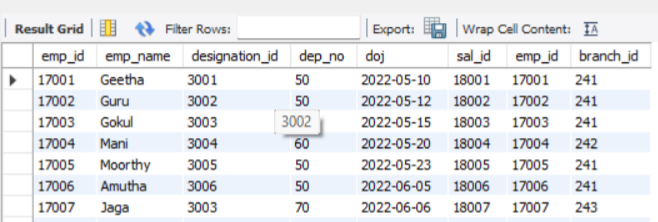 Result Grid Filter Rows: Export: Wrap Cell Content:
emp_id emp_name designation_id dep_no doj sal_id emp_id branch_id
17001 Geetha 3001 50 2022-05-10 18001 17001 241
17002 Guru 3002 50 2022-05-12 18002 17002 241
17003 Gokul 3003 3002 2022-05-15 18003 17003 241
17004 Mani 3004 60 2022-05-20 18004 17004 242
17005 Moorthy 3005 50 2022-05-23 18005 17005 241
17006 Amutha 3006 50 2022-06-05 18006 17006 241
17007 Jaga 3003 70 2022-06-06 18007 17007 243